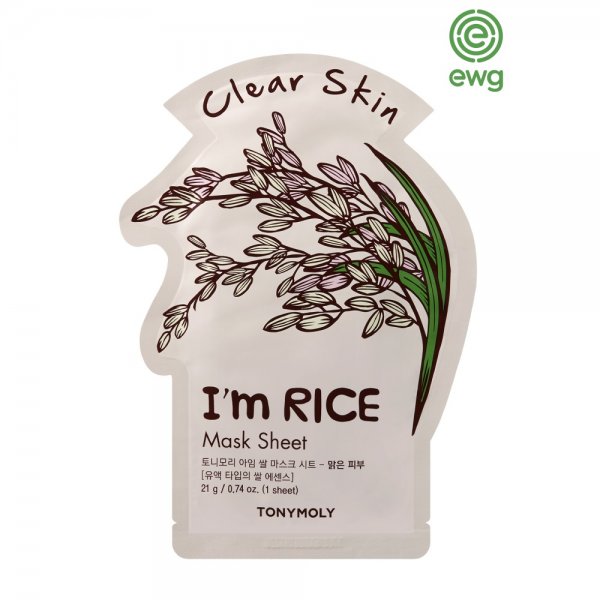 ewg
Clear Skin
I'm RICE
Mask Sheet
토니모리 아임 쌀 마스크 시트 - 맑은 피부
[유액 타입의 쌀 에센스]
21 g / 0.74 oz. (1 sheet)
TONYMOLY